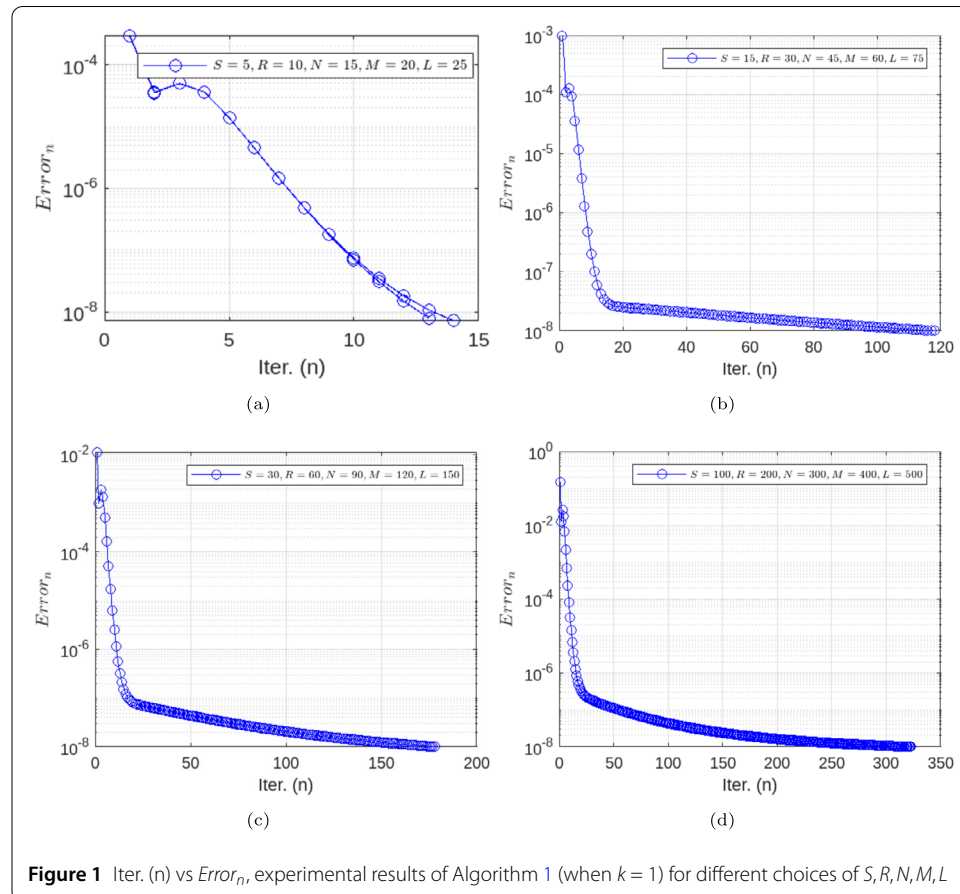 10^{-4}
10^{-6}
10^{-8}
Error_n
S = 5, R = 10, N = 15, M = 20, L = 25
0 5 10 15
Iter. (n)
(a)
10^{-3}
10^{-4}
10^{-5}
10^{-6}
10^{-7}
10^{-8}
Error_n
S = 15, R = 30, N = 45, M = 60, L = 75
0 20 40 60 80 100 120
Iter. (n)
(b)
10^{-2}
10^{-4}
10^{-6}
10^{-8}
Error_n
S = 30, R = 60, N = 90, M = 120, L = 150
0 50 100 150 200
Iter. (n)
(c)
10^{0}
10^{-2}
10^{-4}
10^{-6}
10^{-8}
Error_n
S = 100, R = 200, N = 300, M = 400, L = 500
0 50 100 150 200 250 300 350
Iter. (n)
(d)
Figure 1 Iter. (n) vs Error_n, experimental results of Algorithm 1 (when k = 1) for different choices of S, R, N, M, L